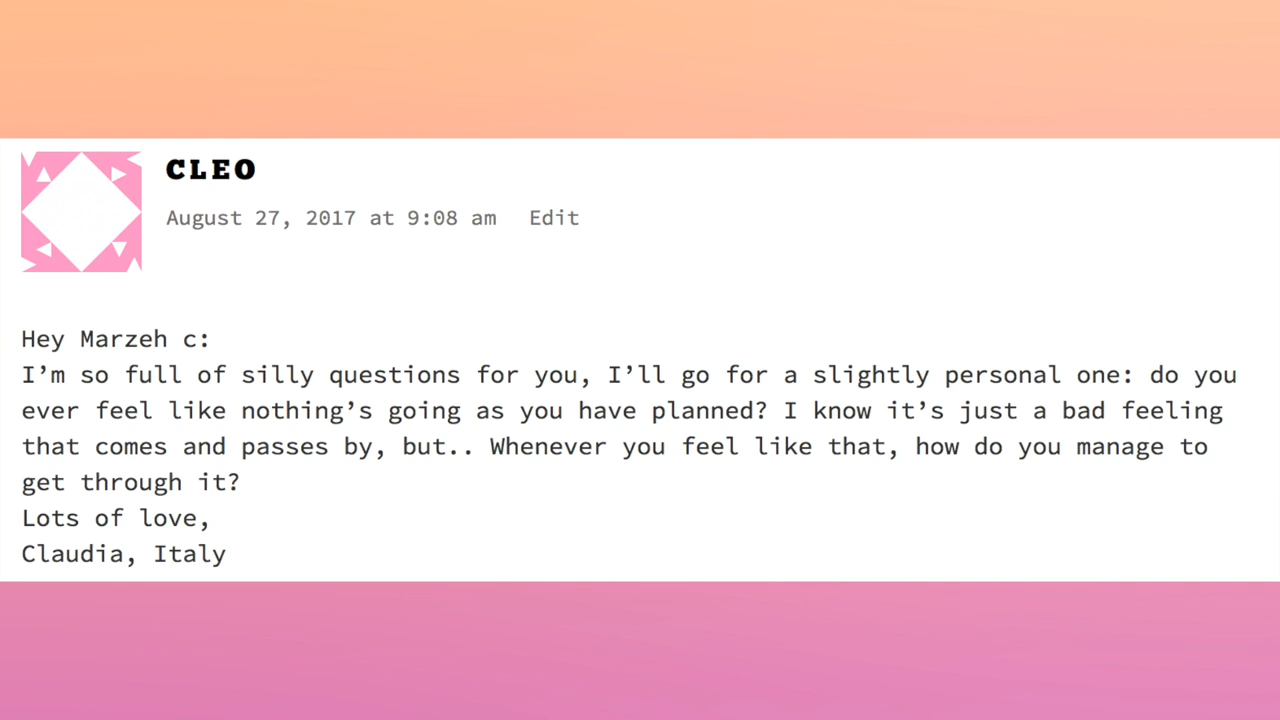 CLEO
August 27, 2017 at 9:08 am Edit
Hey Marzeh c:
I’m so full of silly questions for you, I’ll go for a slightly personal one: do you
ever feel like nothing’s going as you have planned? I know it’s just a bad feeling
that comes and passes by, but.. Whenever you feel like that, how do you manage to
get through it?
Lots of love,
Claudia, Italy